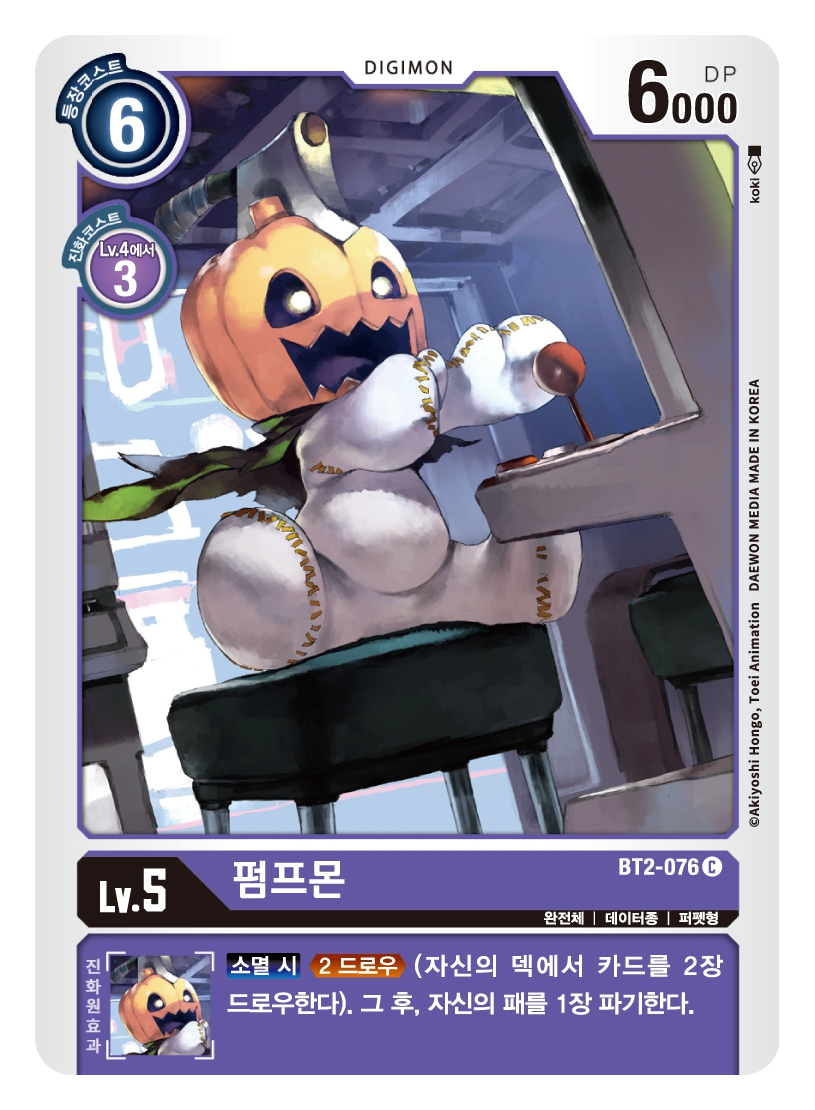 DIGIMON
등장코스트
6
DP
6000
koki
진화코스트
Lv.4에서
3
©Akiyoshi Hongo, Toei Animation DAEWON MEDIA MADE IN KOREA
Lv.5
펌프몬
BT2-076 C
완전체 | 데이터종 | 퍼펫형
진화원효과
소멸 시 2 드로우 (자신의 덱에서 카드를 2장
드로우한다). 그 후, 자신의 패를 1장 파기한다.